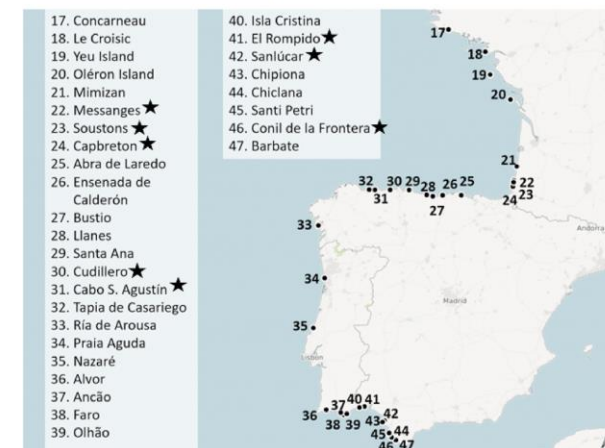 17. Concarneau
18. Le Croisic
19. Yeu Island
20. Oléron Island
21. Mimizan
22. Messanges ★
23. Soustons ★
24. Capbreton ★
25. Abra de Laredo
26. Ensenada de
Calderón
27. Bustio
28. Llanes
29. Santa Ana
30. Cudillero ★
31. Cabo S. Agustín ★
32. Tapia de Casariego
33. Ría de Arousa
34. Praia Aguda
35. Nazaré
36. Alvor
37. Ancão
38. Faro
39. Olhão
40. Isla Cristina
41. El Rompido ★
42. Sanlúcar ★
43. Chipiona
44. Chiclana
45. Santi Petri
46. Conil de la Frontera ★
47. Barbate
17
18
19
20
21
22
23
24
32 30 29 28 26 25
31 27
Andorra
33
34
Madrid
35
Lisbon
36 37 40 41
38 39 43 42
45 44
46 47